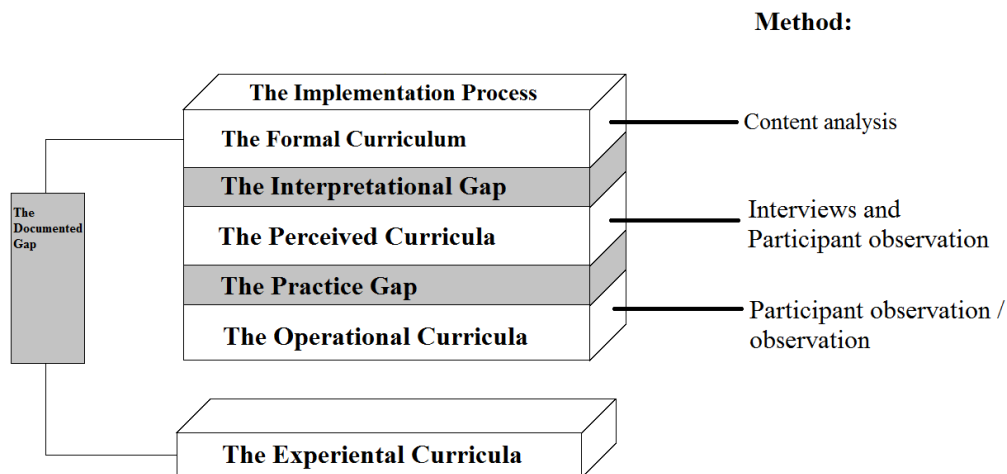 Method:
The Implementation Process
The Formal Curriculum
Content analysis
The Interpretational Gap
The
Documented
Gap
The Perceived Curricula
Interviews and
Participant observation
The Practice Gap
The Operational Curricula
Participant observation /
observation
The Experiental Curricula